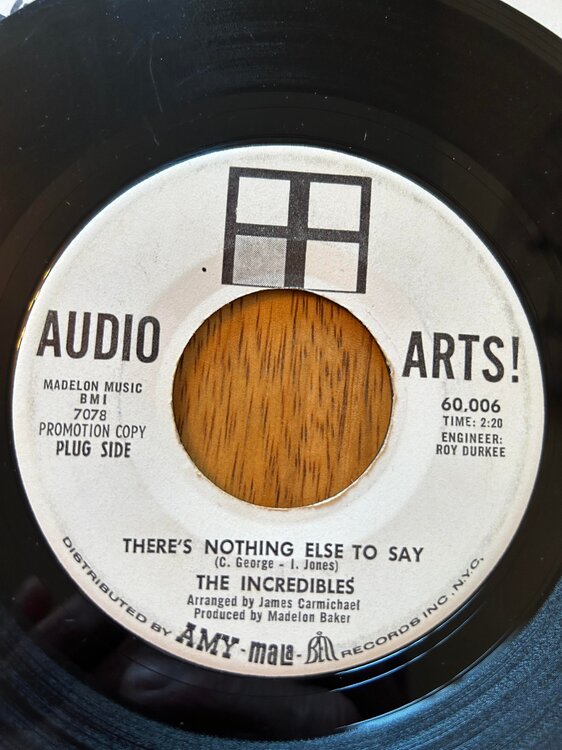 AUDIO ARTS!
MADELON MUSIC
BMI
7078
PROMOTION COPY
PLUG SIDE
60,006
TIME: 2:20
ENGINEER:
ROY DURKEE
THERE'S NOTHING ELSE TO SAY
(C. George - I. Jones)
THE INCREDIBLES
Arranged by James Carmichael
Produced by Madelon Baker
DISTRIBUTED BY AMY-mala-BELL RECORDS INC. N.Y.C.